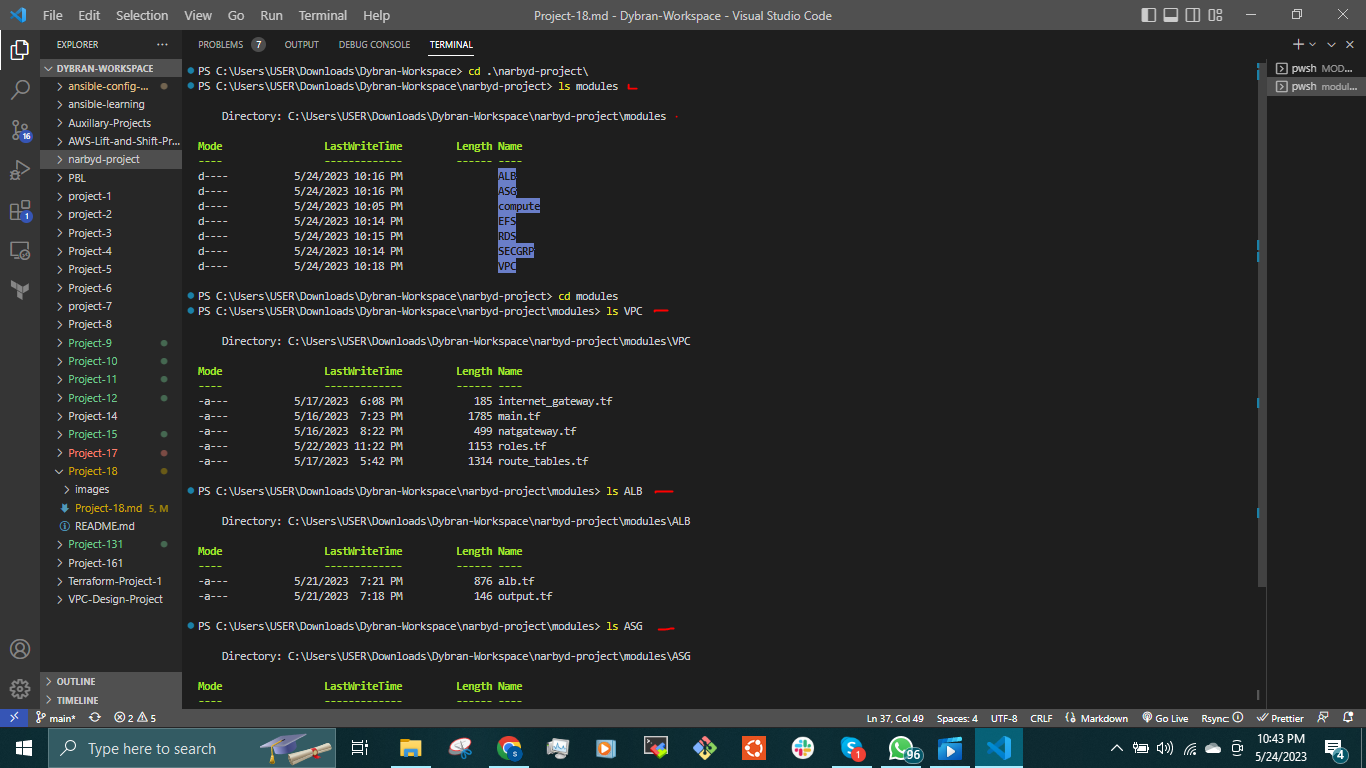 File Edit Selection View Go Run Terminal Help Project-18.md - Dybran-Workspace - Visual Studio Code
EXPLORER
DYBRAN-WORKSPACE
ansible-config-...
ansible-learning
Auxillary-Projects
AWS-Lift-and-Shift-Pr...
narbyd-project
PBL
project-1
project-2
Project-3
Project-4
Project-5
Project-6
project-7
Project-8
Project-9
Project-10
Project-11
Project-12
Project-14
Project-15
Project-17
Project-18
images
Project-18.md 5, M
README.md
Project-131
Project-161
Terraform-Project-1
VPC-Design-Project
OUTLINE
TIMELINE
16
1
PROBLEMS 7 OUTPUT DEBUG CONSOLE TERMINAL
PS C:\Users\USER\Downloads\Dybran-Workspace> cd .\narbyd-project\
PS C:\Users\USER\Downloads\Dybran-Workspace\narbyd-project> ls modules
Directory: C:\Users\USER\Downloads\Dybran-Workspace\narbyd-project\modules
Mode LastWriteTime Length Name
---- ------------- ------ ----
d---- 5/24/2023 10:16 PM ALB
d---- 5/24/2023 10:16 PM ASG
d---- 5/24/2023 10:05 PM compute
d---- 5/24/2023 10:14 PM EFS
d---- 5/24/2023 10:15 PM RDS
d---- 5/24/2023 10:14 PM SECGRP
d---- 5/24/2023 10:18 PM VPC
PS C:\Users\USER\Downloads\Dybran-Workspace\narbyd-project> cd modules
PS C:\Users\USER\Downloads\Dybran-Workspace\narbyd-project\modules> ls VPC
Directory: C:\Users\USER\Downloads\Dybran-Workspace\narbyd-project\modules\VPC
Mode LastWriteTime Length Name
---- ------------- ------ ----
-a--- 5/17/2023 6:08 PM 185 internet_gateway.tf
-a--- 5/16/2023 7:23 PM 1785 main.tf
-a--- 5/16/2023 8:22 PM 499 natgateway.tf
-a--- 5/22/2023 11:22 PM 1153 roles.tf
-a--- 5/17/2023 5:42 PM 1314 route_tables.tf
PS C:\Users\USER\Downloads\Dybran-Workspace\narbyd-project\modules> ls ALB
Directory: C:\Users\USER\Downloads\Dybran-Workspace\narbyd-project\modules\ALB
Mode LastWriteTime Length Name
---- ------------- ------ ----
-a--- 5/21/2023 7:21 PM 876 alb.tf
-a--- 5/21/2023 7:18 PM 146 output.tf
PS C:\Users\USER\Downloads\Dybran-Workspace\narbyd-project\modules> ls ASG
Directory: C:\Users\USER\Downloads\Dybran-Workspace\narbyd-project\modules\ASG
Mode LastWriteTime Length Name
---- ------------- ------ ----
pwsh MOD...
pwsh modul...
main* 2 5 Ln 37, Col 49 Spaces: 4 UTF-8 CRLF Markdown Go Live Rsync: Prettier
Type here to search
1
96
10:43 PM
5/24/2023
4